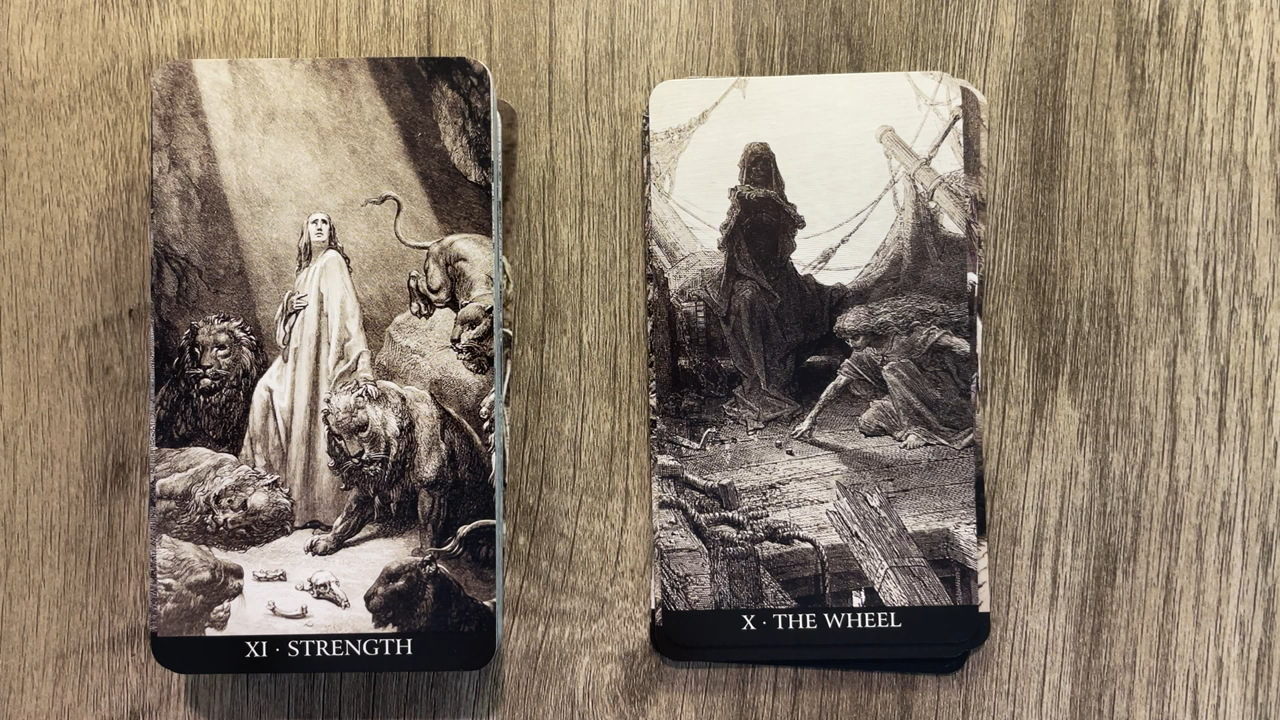 XI · STRENGTH
X · THE WHEEL